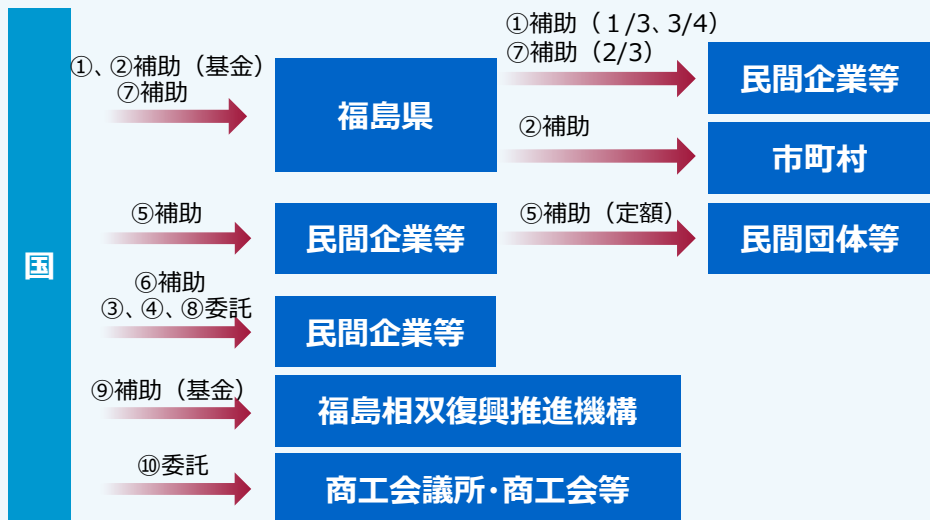 国
①、②補助（基金）
⑦補助
福島県
①補助（１/3、3/4）
⑦補助（2/3）
民間企業等
②補助
市町村
⑤補助
民間企業等
⑤補助（定額）
民間団体等
⑥補助
③、④、⑧委託
民間企業等
⑨補助（基金）
福島相双復興推進機構
⑩委託
商工会議所･商工会等